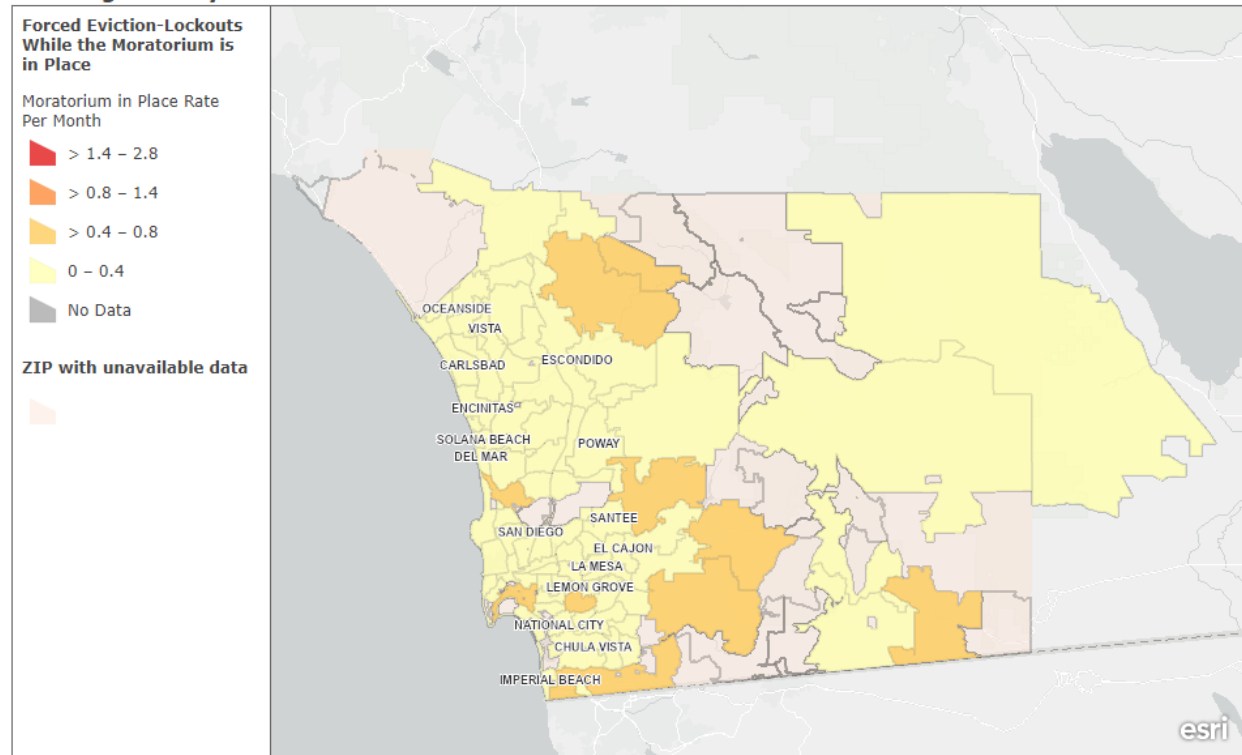 Forced Eviction-Lockouts
While the Moratorium is
in Place
Moratorium in Place Rate
Per Month
> 1.4 – 2.8
> 0.8 – 1.4
> 0.4 – 0.8
0 – 0.4
No Data
ZIP with unavailable data
OCEANSIDE
VISTA
CARLSBAD
ESCONDIDO
ENCINITAS
SOLANA BEACH
DEL MAR
POWAY
SANTEE
SAN DIEGO
EL CAJON
LA MESA
LEMON GROVE
NATIONAL CITY
CHULA VISTA
IMPERIAL BEACH
esri